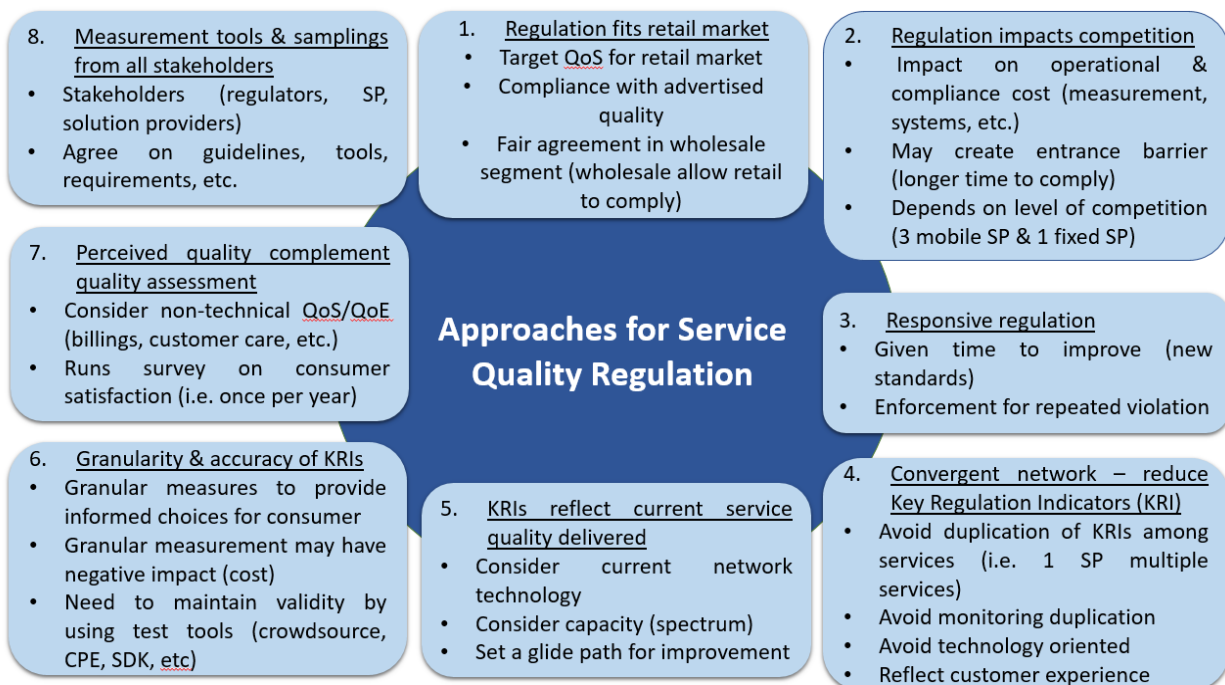 1. Regulation fits retail market
• Target QoS for retail market
• Compliance with advertised
quality
• Fair agreement in wholesale
segment (wholesale allow retail
to comply)
2. Regulation impacts competition
• Impact on operational &
compliance cost (measurement,
systems, etc.)
• May create entrance barrier
(longer time to comply)
• Depends on level of competition
(3 mobile SP & 1 fixed SP)
3. Responsive regulation
• Given time to improve (new
standards)
• Enforcement for repeated violation
4. Convergent network – reduce
Key Regulation Indicators (KRI)
• Avoid duplication of KRIs among
services (i.e. 1 SP multiple
services)
• Avoid monitoring duplication
• Avoid technology oriented
• Reflect customer experience
5. KRIs reflect current service
quality delivered
• Consider current network
technology
• Consider capacity (spectrum)
• Set a glide path for improvement
6. Granularity & accuracy of KRIs
• Granular measures to provide
informed choices for consumer
• Granular measurement may have
negative impact (cost)
• Need to maintain validity by
using test tools (crowdsource,
CPE, SDK, etc)
7. Perceived quality complement
quality assessment
• Consider non-technical QoS/QoE
(billings, customer care, etc.)
• Runs survey on consumer
satisfaction (i.e. once per year)
8. Measurement tools & samplings
from all stakeholders
• Stakeholders (regulators, SP,
solution providers)
• Agree on guidelines, tools,
requirements, etc.
Approaches for Service
Quality Regulation